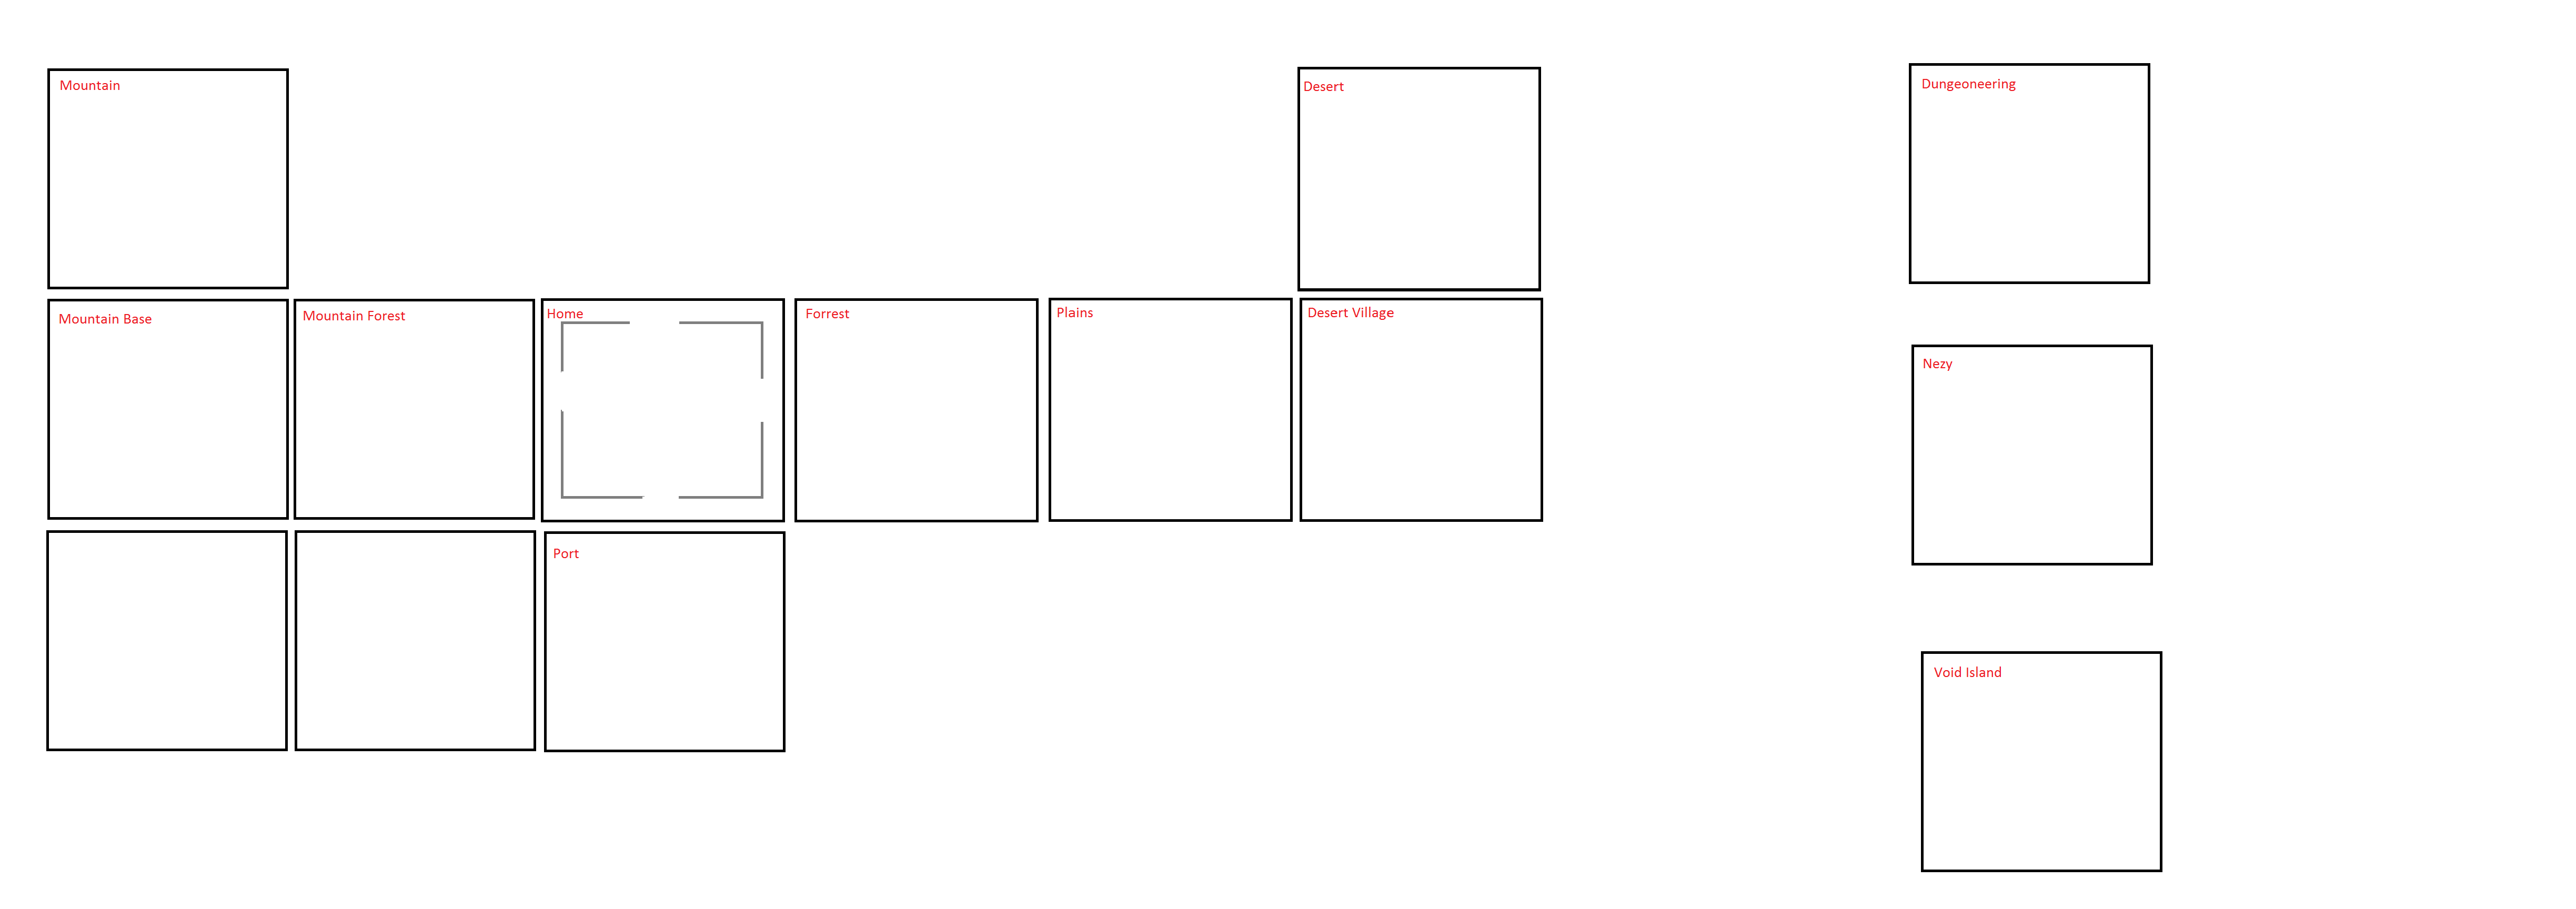 Mountain
Desert
Dungeoneering
Mountain Base
Mountain Forest
Home
Forrest
Plains
Desert Village
Nezy
Port
Void Island